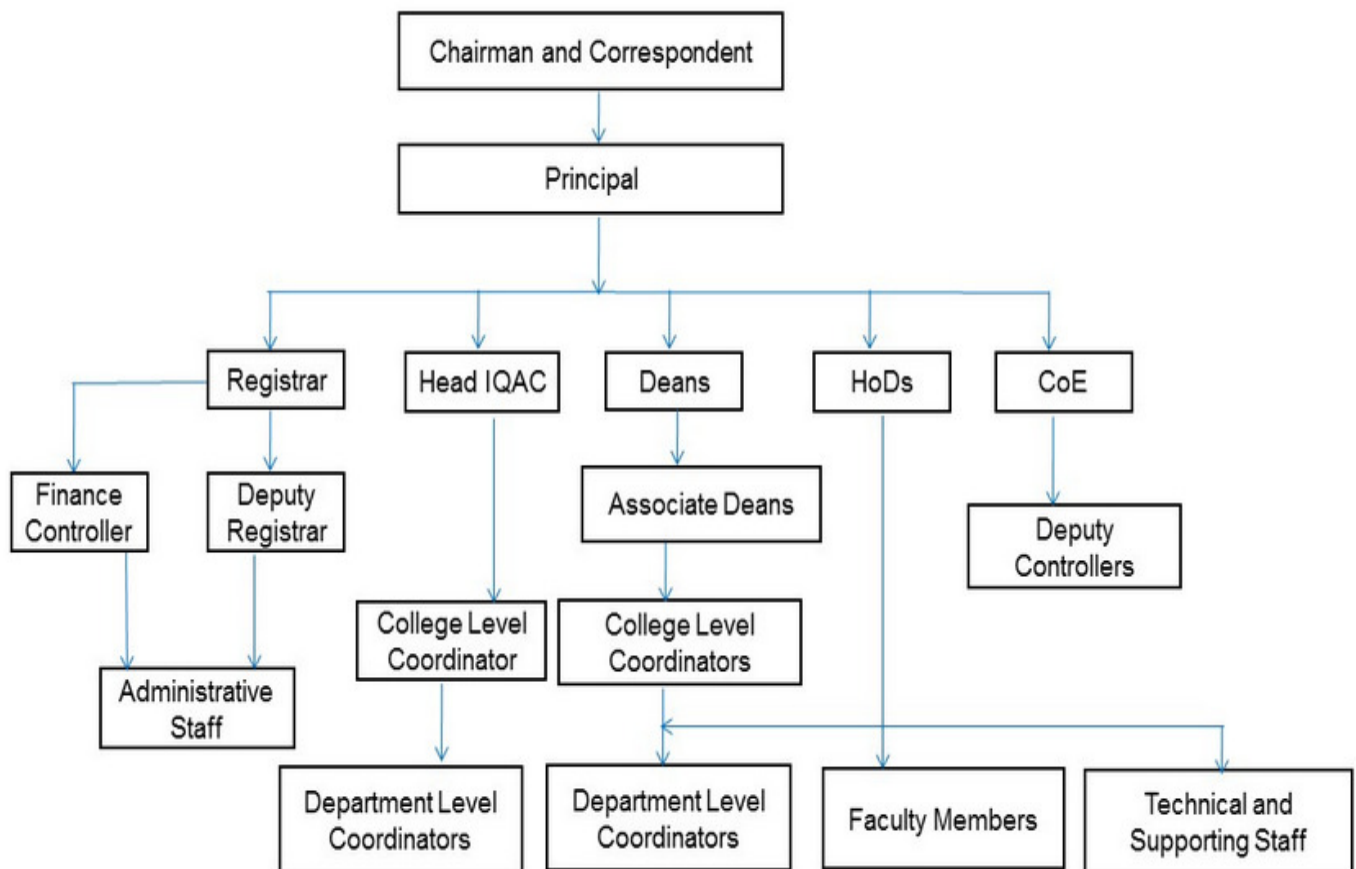 Chairman and Correspondent
Principal
Registrar
Head IQAC
Deans
HoDs
CoE
Finance
Controller
Deputy
Registrar
Associate Deans
Deputy
Controllers
College Level
Coordinator
College Level
Coordinators
Administrative
Staff
Department Level
Coordinators
Department Level
Coordinators
Faculty Members
Technical and
Supporting Staff